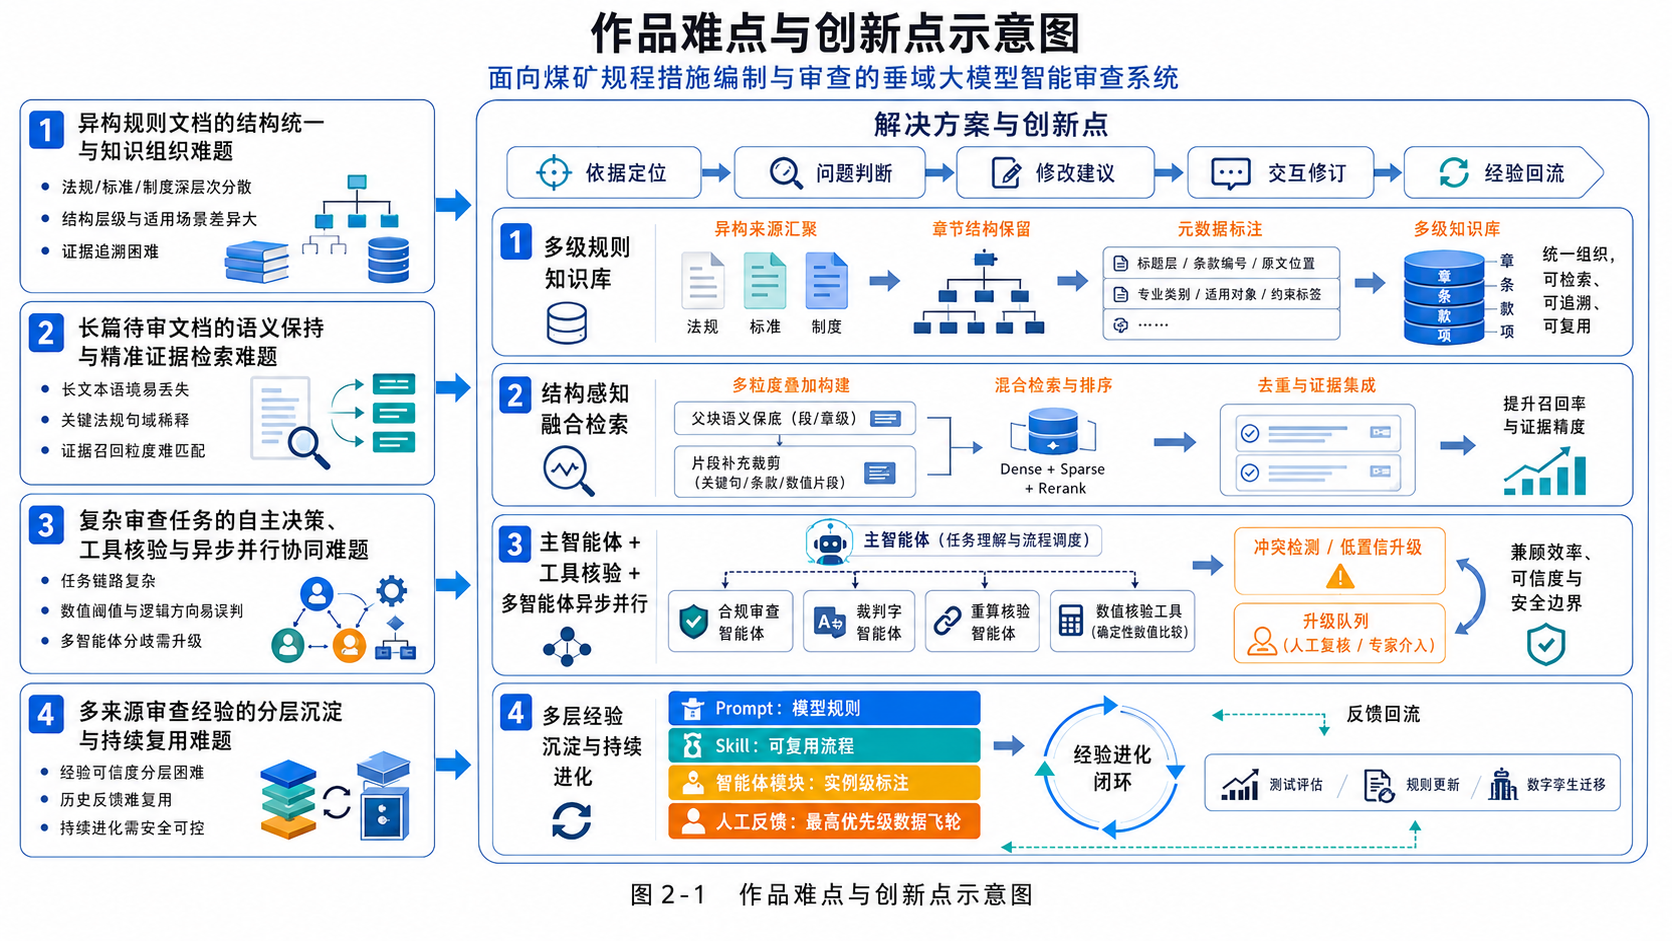 作品难点与创新点示意图
面向煤矿规程措施编制与审查的垂域大模型智能审查系统
1
异构规则文档的结构统一
与知识组织难题
法规/标准/制度深层次分散
结构层级与适用场景差异大
证据追溯困难
2
长篇待审文档的语义保持
与精准证据检索难题
长文本语境易丢失
关键法规句域稀释
证据召回粒度难匹配
3
复杂审查任务的自主决策、
工具核验与异步并行协同难题
任务链路复杂
数值阈值与逻辑方向易误判
多智能体分歧需升级
4
多来源审查经验的分层沉淀
与持续复用难题
经验可信度分层困难
历史反馈难复用
持续进化需安全可控
解决方案与创新点
依据定位
问题判断
修改建议
交互修订
经验回流
1
多级规则
知识库
异构来源汇聚
法规
标准
制度
章节结构保留
元数据标注
标题层 / 条款编号 / 原文位置
专业类别 / 适用对象 / 约束标签
……
多级知识库
章
条
款
项
章
条
款
项
统一组织，
可检索、
可追溯、
可复用
2
结构感知
融合检索
多粒度叠加构建
父块语义保底（段/章级）
片段补充裁剪
（关键句/条款/数值片段）
混合检索与排序
Dense + Sparse
+ Rerank
去重与证据集成
提升召回率
与证据精度
3
主智能体 +
工具核验 +
多智能体异步并行
主智能体（任务理解与流程调度）
合规审查
智能体
A
裁判字
智能体
重算核验
智能体
数值核验工具
（确定性数值比较）
冲突检测 / 低置信升级
升级队列
（人工复核 / 专家介入）
兼顾效率、
可信度与
安全边界
4
多层经验
沉淀与持续
进化
Prompt：模型规则
Skill：可复用流程
智能体模块：实例级标注
人工反馈：最高优先级数据飞轮
经验进化
闭环
反馈回流
测试评估
规则更新
数字孪生迁移
图 2-1 作品难点与创新点示意图